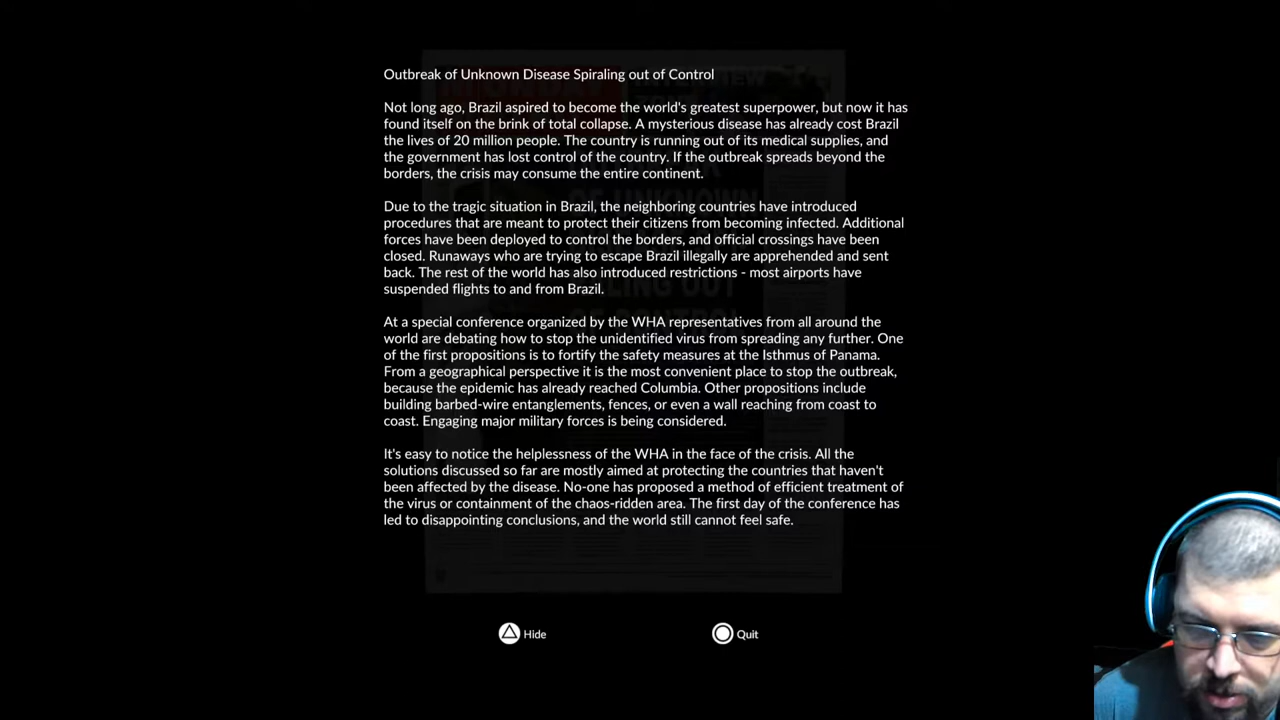 Outbreak of Unknown Disease Spiraling out of Control
Not long ago, Brazil aspired to become the world's greatest superpower, but now it has
found itself on the brink of total collapse. A mysterious disease has already cost Brazil
the lives of 20 million people. The country is running out of its medical supplies, and
the government has lost control of the country. If the outbreak spreads beyond the
borders, the crisis may consume the entire continent.
Due to the tragic situation in Brazil, the neighboring countries have introduced
procedures that are meant to protect their citizens from becoming infected. Additional
forces have been deployed to control the borders, and official crossings have been
closed. Runaways who are trying to escape Brazil illegally are apprehended and sent
back. The rest of the world has also introduced restrictions - most airports have
suspended flights to and from Brazil.
At a special conference organized by the WHA representatives from all around the
world are debating how to stop the unidentified virus from spreading any further. One
of the first propositions is to fortify the safety measures at the Isthmus of Panama.
From a geographical perspective it is the most convenient place to stop the outbreak,
because the epidemic has already reached Columbia. Other propositions include
building barbed-wire entanglements, fences, or even a wall reaching from coast to
coast. Engaging major military forces is being considered.
It's easy to notice the helplessness of the WHA in the face of the crisis. All the
solutions discussed so far are mostly aimed at protecting the countries that haven't
been affected by the disease. No-one has proposed a method of efficient treatment of
the virus or containment of the chaos-ridden area. The first day of the conference has
led to disappointing conclusions, and the world still cannot feel safe.
Hide
Quit